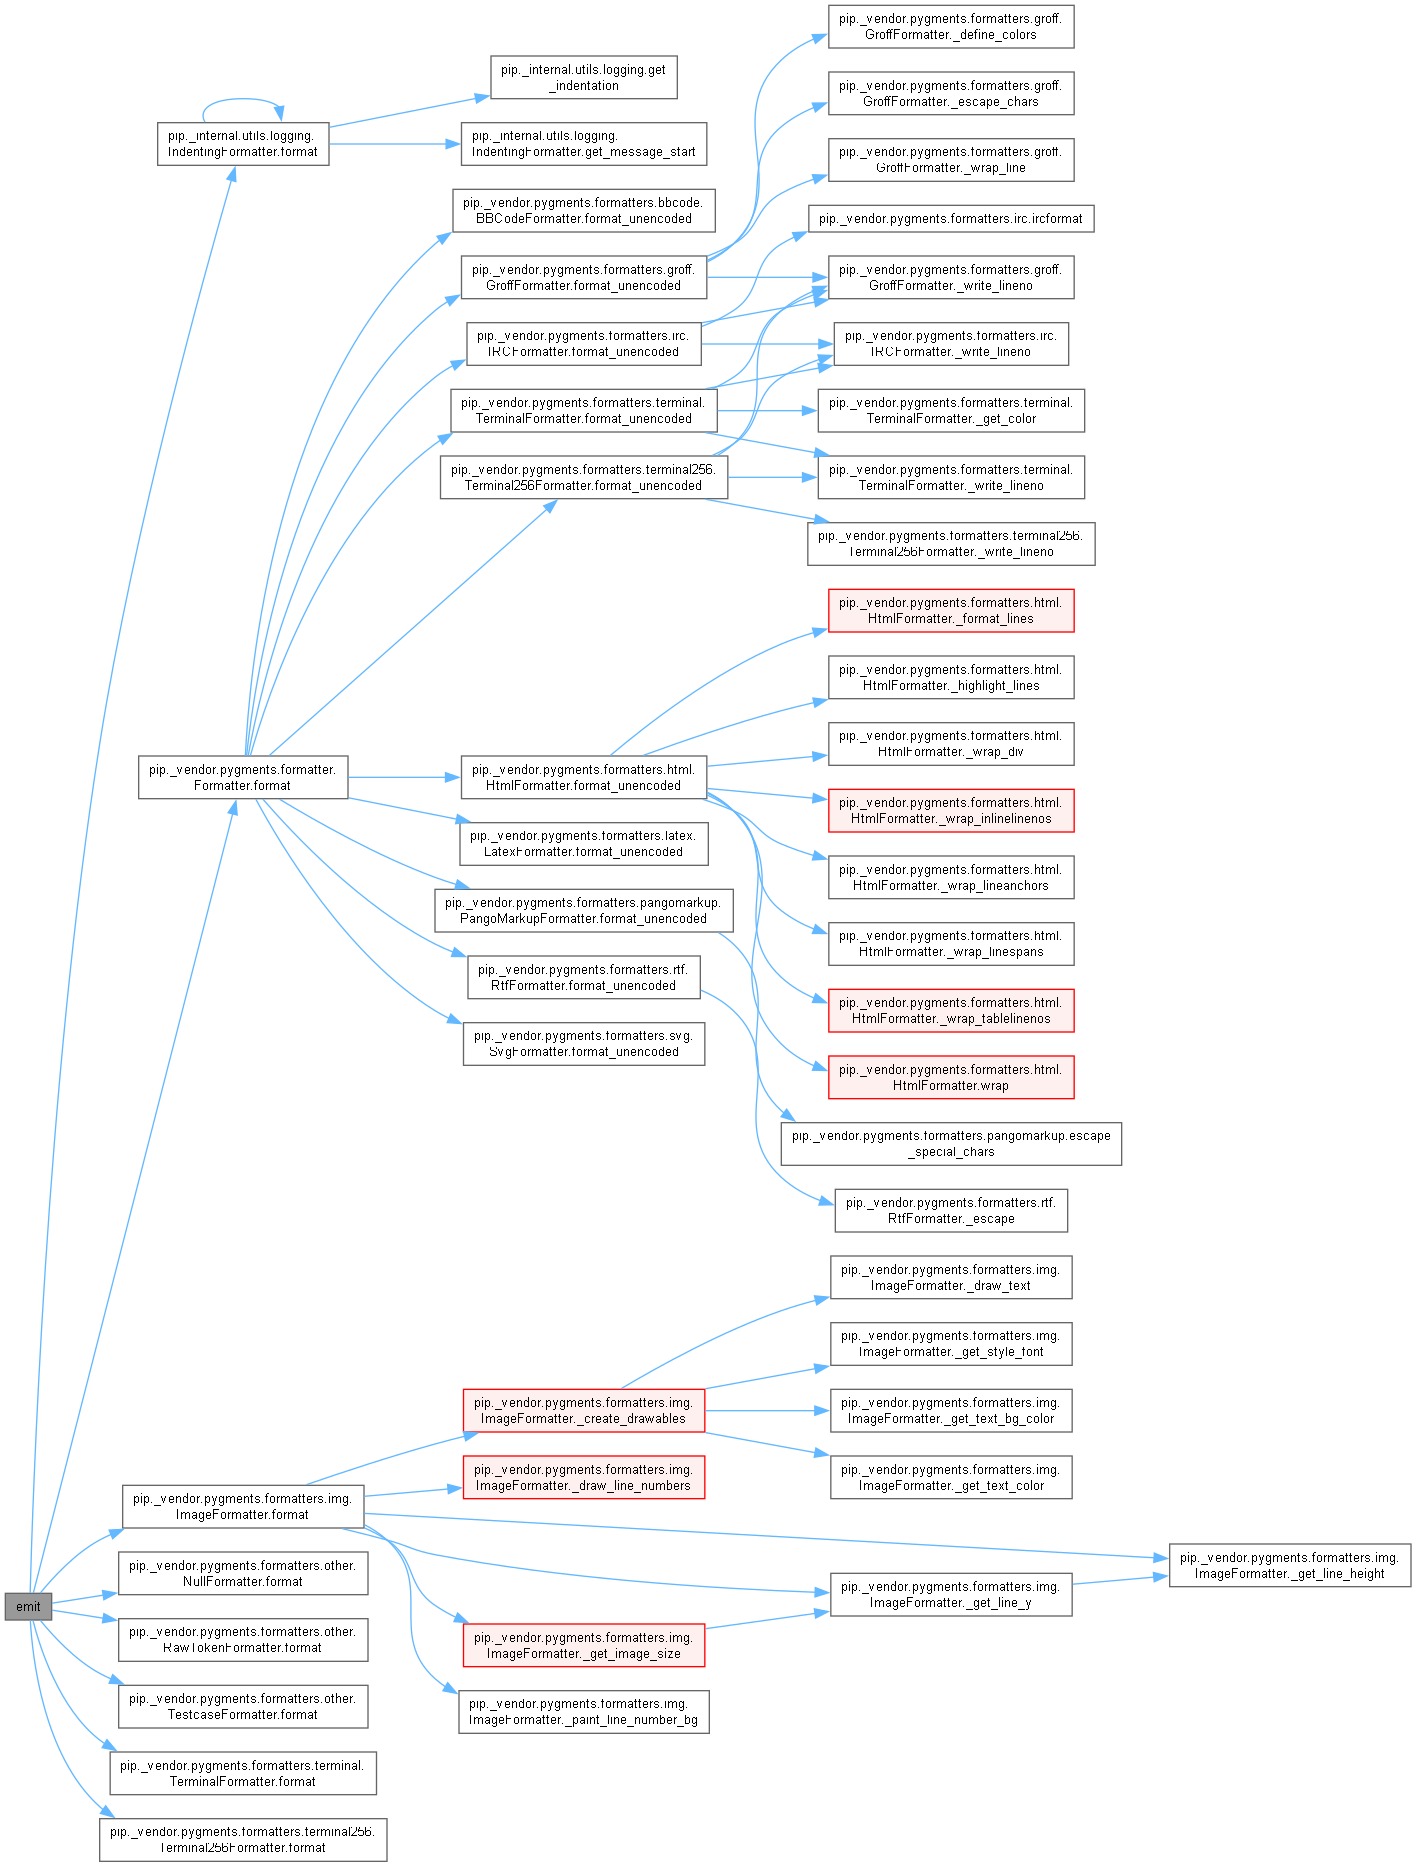 pip._vendor.pygments.formatters.groff.
GroffFormatter._define_colors
pip._internal.utils.logging.get
_indentation
pip._vendor.pygments.formatters.groff.
GroffFormatter._escape_chars
pip._internal.utils.logging.
IndentingFormatter.format
pip._internal.utils.logging.
IndentingFormatter.get_message_start
pip._vendor.pygments.formatters.groff.
GroffFormatter._wrap_line
pip._vendor.pygments.formatters.bbcode.
BBCodeFormatter.format_unencoded
pip._vendor.pygments.formatters.irc.ircformat
pip._vendor.pygments.formatters.groff.
GroffFormatter.format_unencoded
pip._vendor.pygments.formatters.groff.
GroffFormatter._write_lineno
pip._vendor.pygments.formatters.irc.
IRCFormatter.format_unencoded
pip._vendor.pygments.formatters.irc.
IRCFormatter._write_lineno
pip._vendor.pygments.formatters.terminal.
TerminalFormatter.format_unencoded
pip._vendor.pygments.formatters.terminal.
TerminalFormatter._get_color
pip._vendor.pygments.formatters.terminal256.
Terminal256Formatter.format_unencoded
pip._vendor.pygments.formatters.terminal.
TerminalFormatter._write_lineno
pip._vendor.pygments.formatters.terminal256.
Terminal256Formatter._write_lineno
pip._vendor.pygments.formatters.html.
HtmlFormatter._format_lines
pip._vendor.pygments.formatters.html.
HtmlFormatter._highlight_lines
pip._vendor.pygments.formatters.html.
HtmlFormatter._wrap_div
pip._vendor.pygments.formatter.
Formatter.format
pip._vendor.pygments.formatters.html.
HtmlFormatter.format_unencoded
pip._vendor.pygments.formatters.html.
HtmlFormatter._wrap_inlinelinenos
pip._vendor.pygments.formatters.latex.
LatexFormatter.format_unencoded
pip._vendor.pygments.formatters.html.
HtmlFormatter._wrap_lineanchors
pip._vendor.pygments.formatters.pangomarkup.
PangoMarkupFormatter.format_unencoded
pip._vendor.pygments.formatters.html.
HtmlFormatter._wrap_linespans
pip._vendor.pygments.formatters.rtf.
RtfFormatter.format_unencoded
pip._vendor.pygments.formatters.html.
HtmlFormatter._wrap_tablelinenos
pip._vendor.pygments.formatters.svg.
SvgFormatter.format_unencoded
pip._vendor.pygments.formatters.html.
HtmlFormatter.wrap
pip._vendor.pygments.formatters.pangomarkup.escape
_special_chars
pip._vendor.pygments.formatters.rtf.
RtfFormatter._escape
pip._vendor.pygments.formatters.img.
ImageFormatter._draw_text
pip._vendor.pygments.formatters.img.
ImageFormatter._get_style_font
pip._vendor.pygments.formatters.img.
ImageFormatter._create_drawables
pip._vendor.pygments.formatters.img.
ImageFormatter._get_text_bg_color
pip._vendor.pygments.formatters.img.
ImageFormatter._draw_line_numbers
pip._vendor.pygments.formatters.img.
ImageFormatter._get_text_color
pip._vendor.pygments.formatters.img.
ImageFormatter.format
pip._vendor.pygments.formatters.img.
ImageFormatter._get_line_height
pip._vendor.pygments.formatters.other.
NullFormatter.format
pip._vendor.pygments.formatters.img.
ImageFormatter._get_line_y
emit
pip._vendor.pygments.formatters.other.
RawTokenFormatter.format
pip._vendor.pygments.formatters.img.
ImageFormatter._get_image_size
pip._vendor.pygments.formatters.other.
TestcaseFormatter.format
pip._vendor.pygments.formatters.img.
ImageFormatter._paint_line_number_bg
pip._vendor.pygments.formatters.terminal.
TerminalFormatter.format
pip._vendor.pygments.formatters.terminal256.
Terminal256Formatter.format